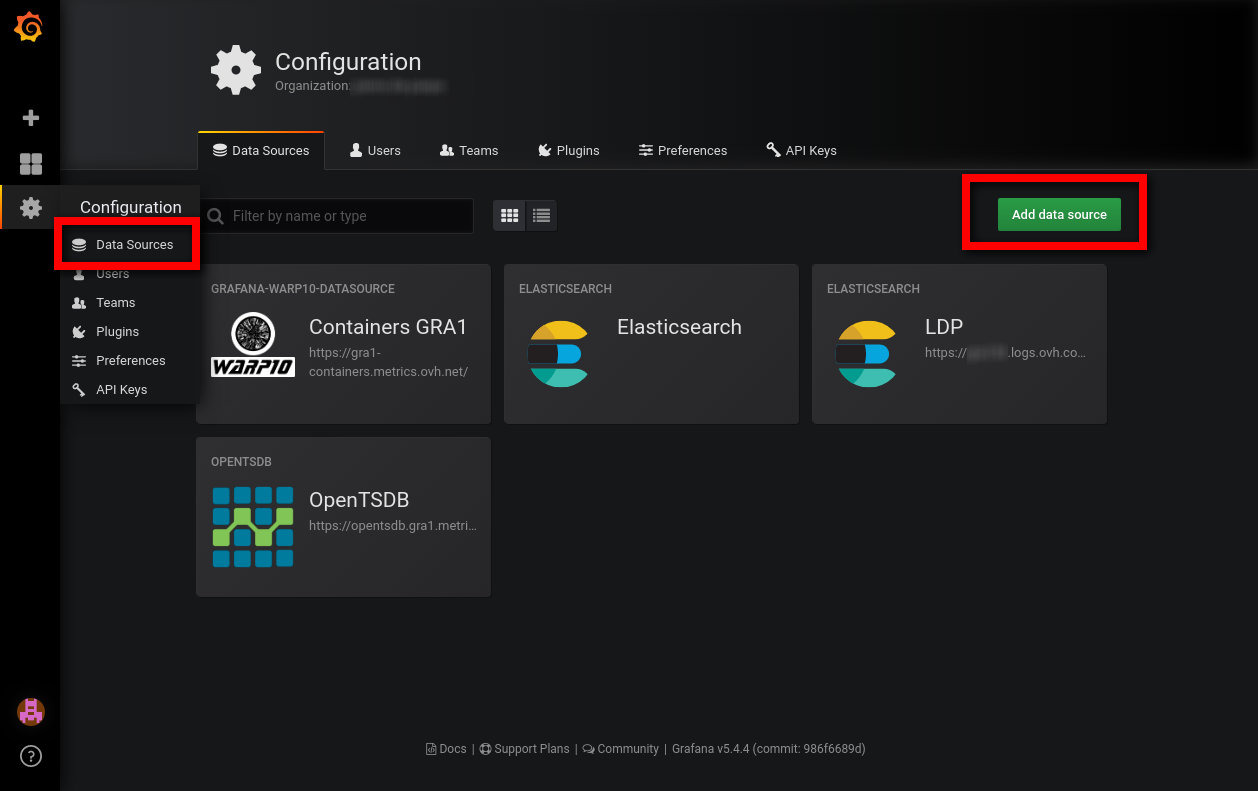 Configuration
Organization:
Data Sources
Users
Teams
Plugins
Preferences
API Keys
Configuration
Data Sources
Users
Teams
Plugins
Preferences
API Keys
Filter by name or type
Add data source
GRAFANA-WARP10-DATASOURCE
WARP10
Containers GRA1
https://gra1-
containers.metrics.ovh.net/
ELASTICSEARCH
Elasticsearch
ELASTICSEARCH
LDP
https:// .logs.ovh.co...
OPENTSDB
OpenTSDB
https://opentsdb.gra1.metri...
Docs | Support Plans | Community | Grafana v5.4.4 (commit: 986f6689d)